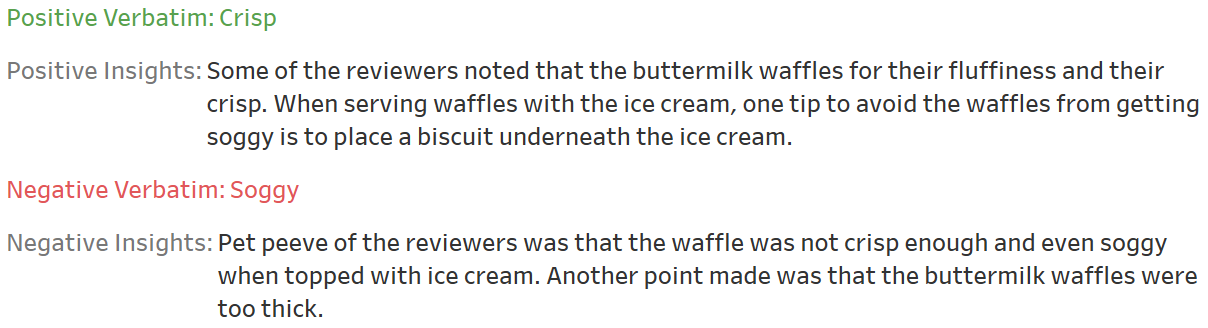 Positive Verbatim: Crisp
Positive Insights: Some of the reviewers noted that the buttermilk waffles for their fluffiness and their
crisp. When serving waffles with the ice cream, one tip to avoid the waffles from getting
soggy is to place a biscuit underneath the ice cream.
Negative Verbatim: Soggy
Negative Insights: Pet peeve of the reviewers was that the waffle was not crisp enough and even soggy
when topped with ice cream. Another point made was that the buttermilk waffles were
too thick.